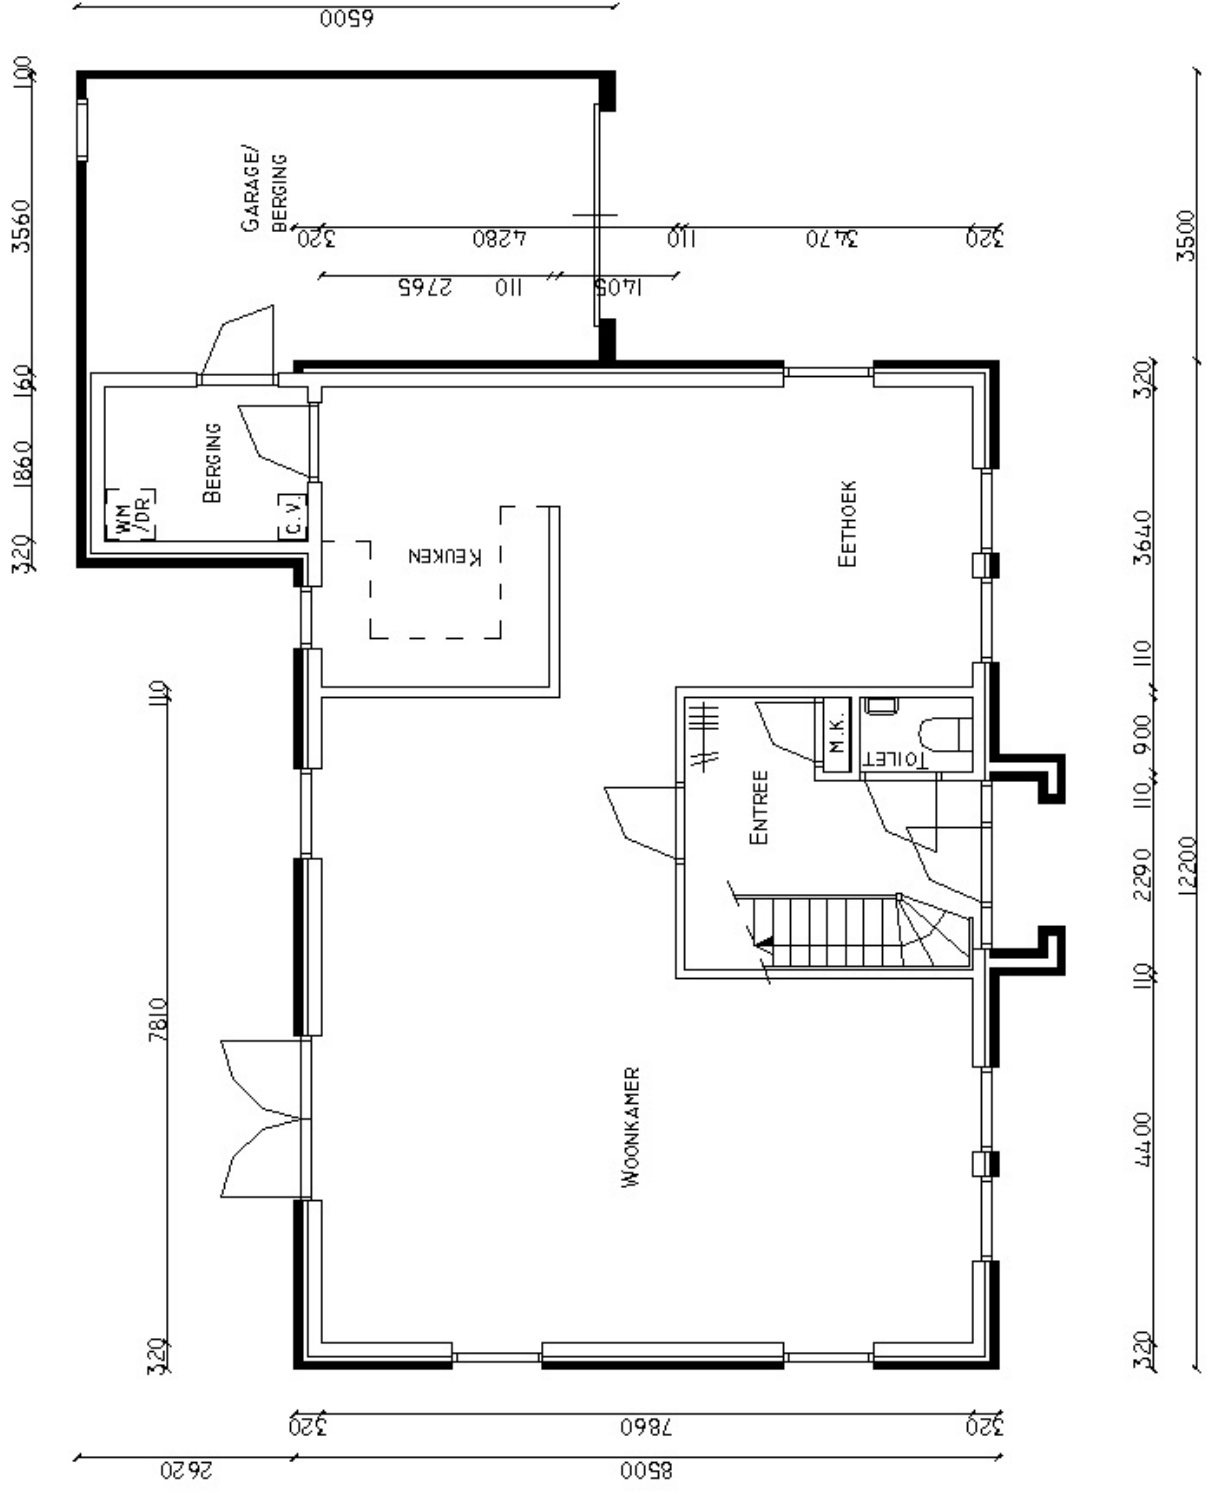 6500
100
3560
160
1860
320
GARAGE/
BERGING
320
4280
110
3470
320
2765
110
1405
3500
BERGING
WM
/DR
C.V.
KEUKEN
EETHOEK
320
3640
110
900
110
2290
110
4400
320
12200
110
7810
320
M.K.
TOILET
ENTREE
WOONKAMER
320
7860
320
2620
8500